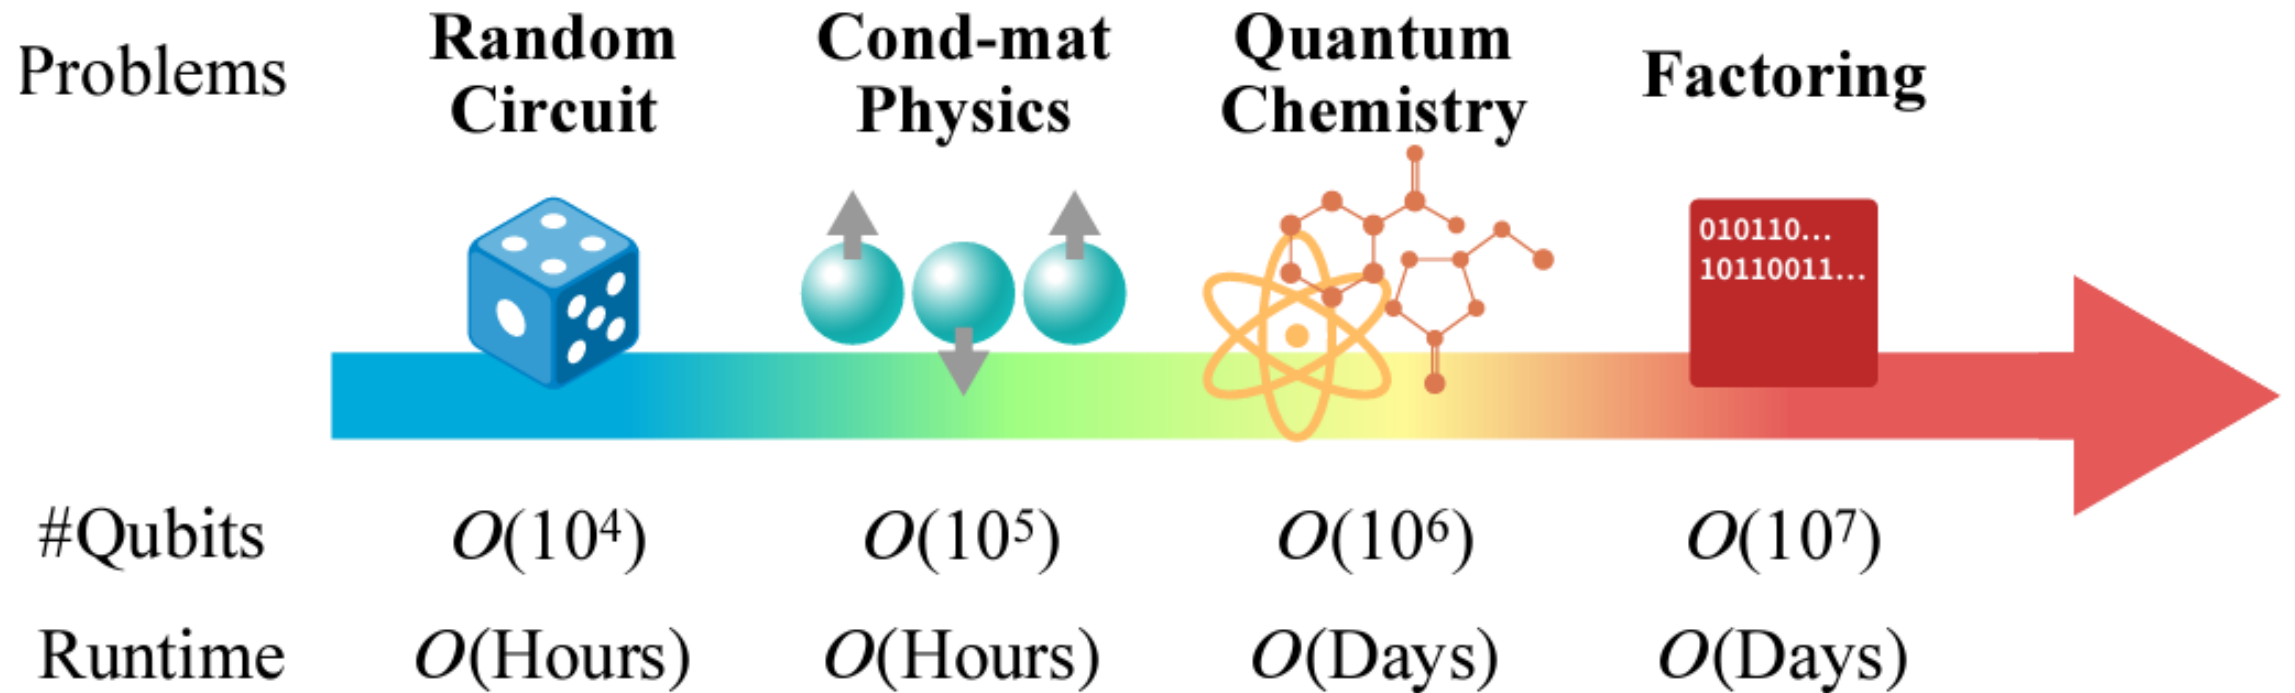 Problems
Random
Circuit
Cond-mat
Physics
Quantum
Chemistry
Factoring
010110...
10110011...
#Qubits O(10⁴) O(10⁵) O(10⁶) O(10⁷)
Runtime O(Hours) O(Hours) O(Days) O(Days)